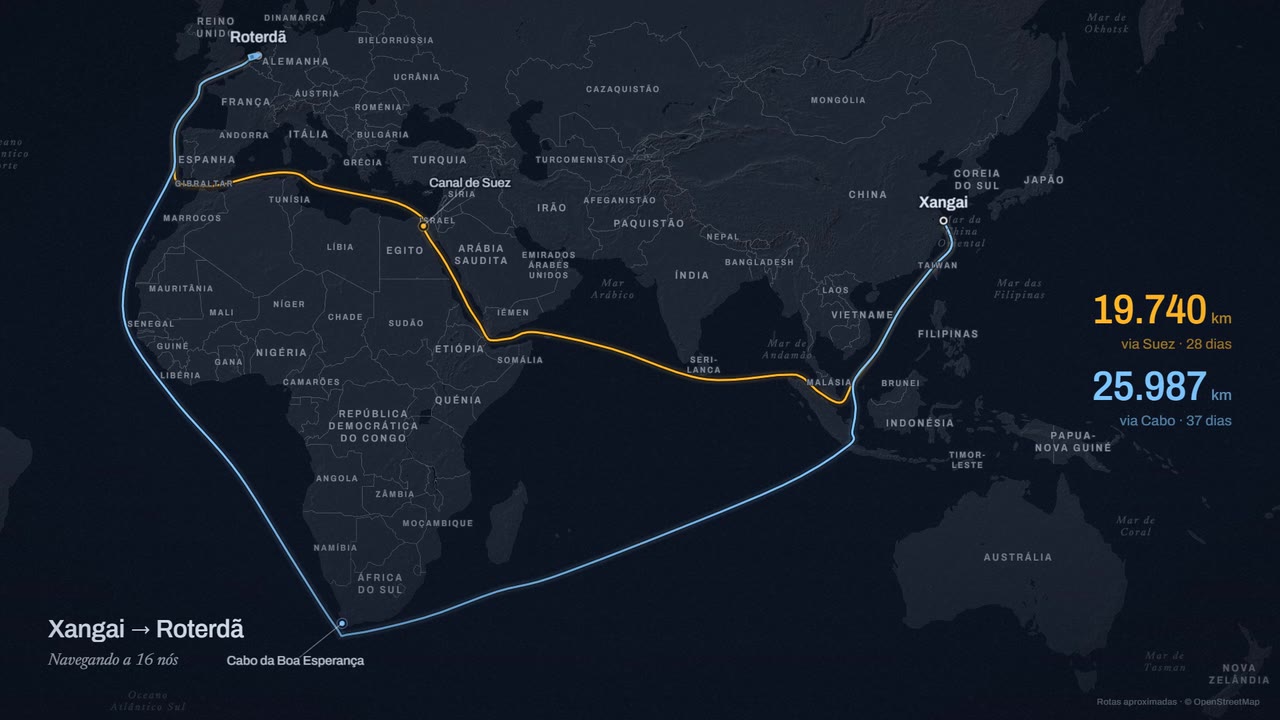 REINO
UNIDO
DINAMARCA
Roterdã
BIELORRÚSSIA
ALEMANHA
UCRÂNIA
FRANÇA
ÁUSTRIA
ROMÉNIA
ANDORRA
ITÁLIA
BULGÁRIA
ESPANHA
GRÉCIA
TURQUIA
GIBRALTAR
TUNÍSIA
Canal de Suez
SÍRIA
ISRAEL
MARROCOS
LÍBIA
EGITO
ARÁBIA
SAUDITA
EMIRADOS
ÁRABES
UNIDOS
IRÃO
CAZAQUISTÃO
TURCOMENISTÃO
AFEGANISTÃO
PAQUISTÃO
MONGÓLIA
CHINA
NEPAL
BANGLADESH
ÍNDIA
Mar de
Okhotsk
COREIA
DO SUL
JAPÃO
Xangai
Mar da
China
Oriental
TAIWAN
Mar das
Filipinas
LAOS
VIETNAME
FILIPINAS
Mar
Arábico
Mar de
Andamão
SERI-
LANCA
MALÁSIA
BRUNEI
INDONÉSIA
TIMOR-
LESTE
PAPUA-
NOVA GUINÉ
MAURITÂNIA
MALI
NÍGER
CHADE
SUDÃO
IÉMEN
SENEGAL
GUINÉ
GANA
NIGÉRIA
LIBÉRIA
CAMARÕES
ETIÓPIA
SOMÁLIA
QUÉNIA
REPÚBLICA
DEMOCRÁTICA
DO CONGO
ANGOLA
ZÂMBIA
MOÇAMBIQUE
NAMÍBIA
ÁFRICA
DO SUL
19.740 km
via Suez · 28 dias
25.987 km
via Cabo · 37 dias
Mar de
Coral
AUSTRÁLIA
Mar de
Tasman
NOVA
ZELÂNDIA
Xangai → Roterdã
Navegando a 16 nós
Cabo da Boa Esperança
Oceano
Atlântico Sul
Rotas aproximadas · © OpenStreetMap